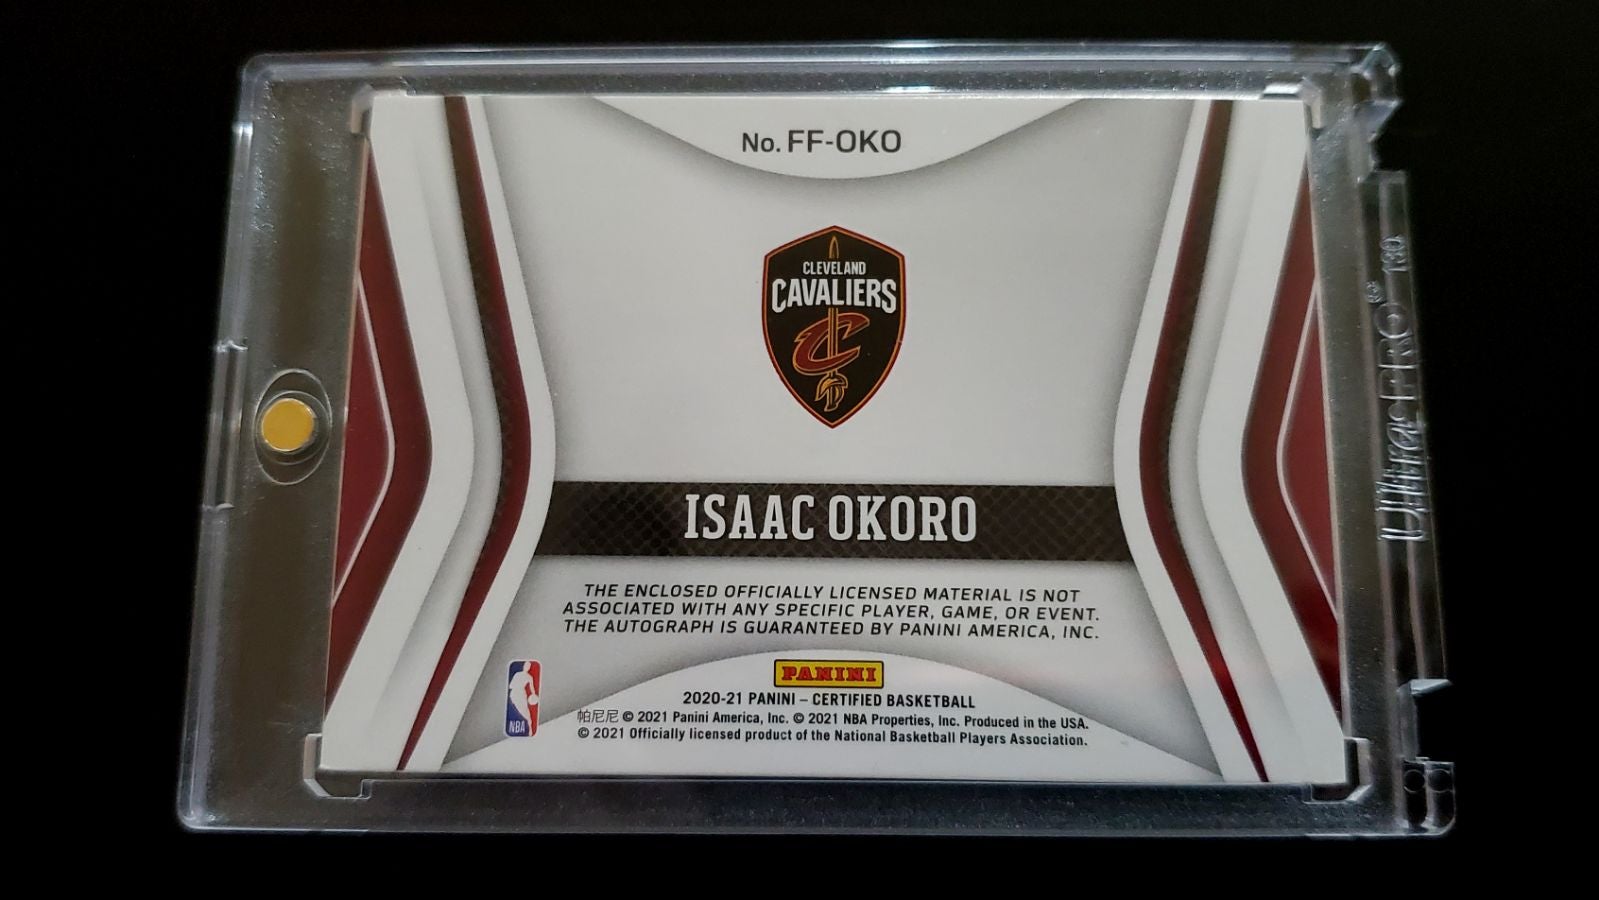 No. FF-OKO
CLEVELAND
CAVALIERS
C
ISAAC OKORO
THE ENCLOSED OFFICIALLY LICENSED MATERIAL IS NOT
ASSOCIATED WITH ANY SPECIFIC PLAYER, GAME, OR EVENT.
THE AUTOGRAPH IS GUARANTEED BY PANINI AMERICA, INC.
PANINI
2020-21 PANINI – CERTIFIED BASKETBALL
帕尼尼 © 2021 Panini America, Inc. © 2021 NBA Properties, Inc. Produced in the USA.
© 2021 Officially licensed product of the National Basketball Players Association.
NBA
Ultra PRO® 130